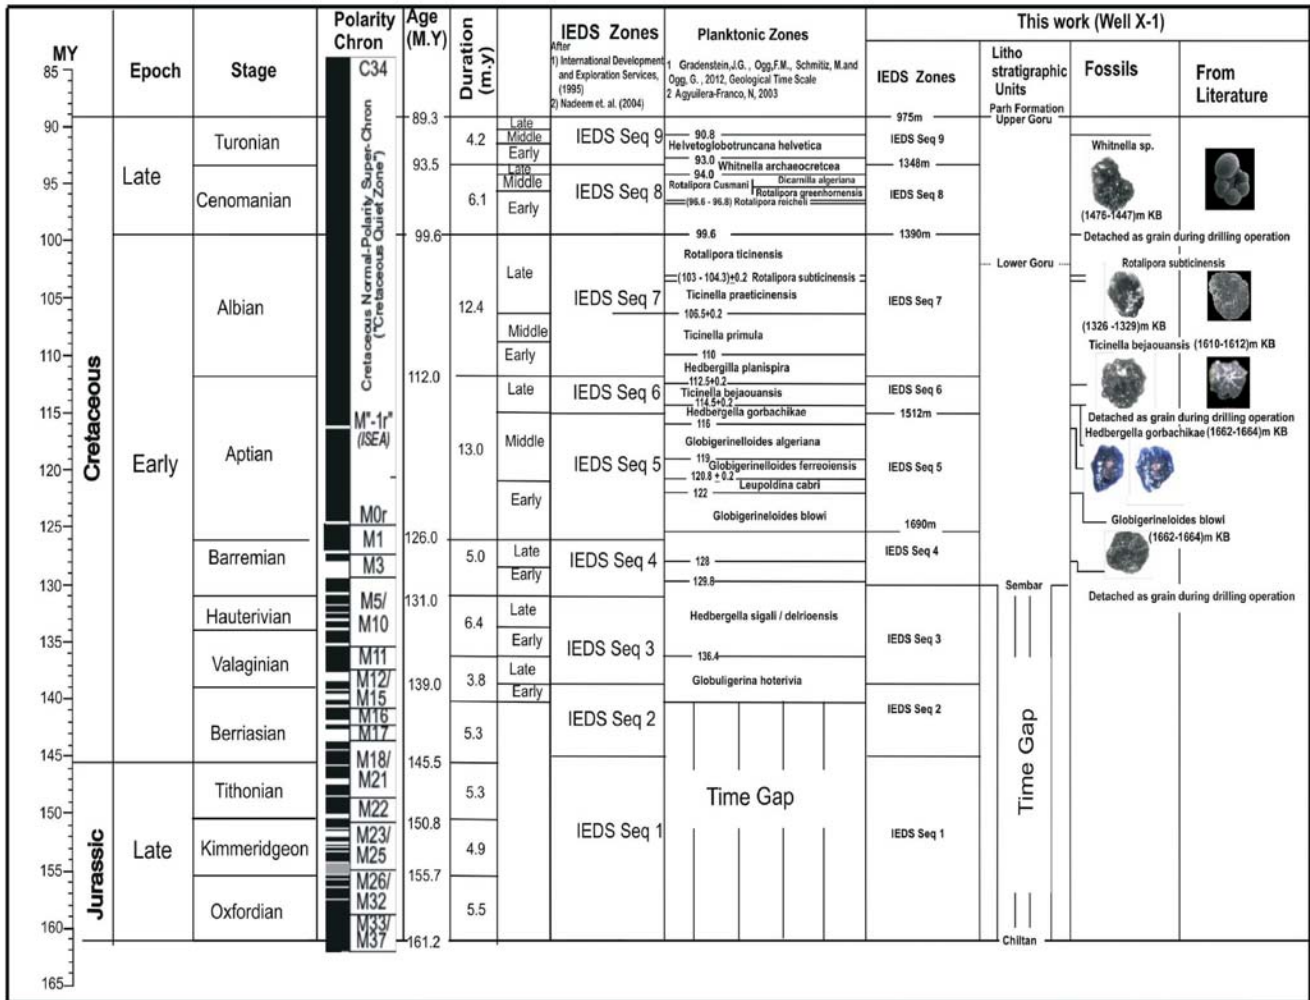 MY
Epoch
Stage
Polarity
Chron
Age
(M.Y)
Duration
(m.y)
IEDS Zones
After
1) International Development
and Exploration Services,
(1995)
2) Nadeem et. al. (2004)
Planktonic Zones
1 Gradenstein,J.G. , Ogg,F.M., Schmitiz, M.and
Ogg, G. , 2012, Geological Time Scale
2 Agyuilera-Franco, N, 2003
This work (Well X-1)
IEDS Zones
Litho
stratigraphic
Units
Fossils
From
Literature
85
90
95
100
105
110
115
120
125
130
135
140
145
150
155
160
165
Cretaceous
Jurassic
Late
Early
Late
Turonian
Cenomanian
Albian
Aptian
Barremian
Hauterivian
Valaginian
Berriasian
Tithonian
Kimmeridgeon
Oxfordian
C34
Cretaceous Normal-Polarity Super-Chron
("Cretaceous Quiet Zone")
M"-1r"
(ISEA)
M0r
M1
M3
M5/
M10
M11
M12/
M15
M16
M17
M18/
M21
M22
M23/
M25
M26/
M32
M33/
M37
89.3
93.5
99.6
112.0
126.0
131.0
139.0
145.5
150.8
155.7
161.2
4.2
6.1
12.4
13.0
5.0
6.4
3.8
5.3
5.3
4.9
5.5
Late
Middle
Early
Late
Middle
Early
Late
Middle
Early
Late
Middle
Early
Late
Early
Late
Early
Late
Early
IEDS Seq 9
IEDS Seq 8
IEDS Seq 7
IEDS Seq 6
IEDS Seq 5
IEDS Seq 4
IEDS Seq 3
IEDS Seq 2
IEDS Seq 1
90.8
Helvetoglobotruncana helvetica
93.0
Whitnella archaeocretcea
94.0
Rotalipora Cusmani
Dicarnilla algeriana
Rotalipora greenhornensis
(96.6 - 96.8) Rotalipora reicheli
99.6
Rotalipora ticinensis
(103 - 104.3)+0.2 Rotalipora subticinensis
Ticinella praeticinensis
106.5+0.2
Ticinella primula
110
Hedbergilla planispira
112.5+0.2
Ticinella bejaouansis
114.5+0.2
Hedbergella gorbachikae
116
Globigerinelloides algeriana
119
Globigerinelloides ferreoiensis
120.8 + 0.2
Leupoldina cabri
122
Globigerineloides blowi
128
129.8
Hedbergella sigali / delrioensis
136.4
Globuligerina hoterivia
Time Gap
975m
IEDS Seq 9
1348m
IEDS Seq 8
1390m
IEDS Seq 7
IEDS Seq 6
1512m
IEDS Seq 5
1690m
IEDS Seq 4
IEDS Seq 3
IEDS Seq 2
IEDS Seq 1
Parh Formation
Upper Goru
Lower Goru
Sembar
Time Gap
Chiltan
Whitnella sp.
(1476-1447)m KB
Detached as grain during drilling operation
Rotalipora subticinensis
(1326 -1329)m KB
Ticinella bejaouansis (1610-1612)m KB
Detached as grain during drilling operation
Hedbergella gorbachikae (1662-1664)m KB
Globigerineloides blowi
(1662-1664)m KB
Detached as grain during drilling operation